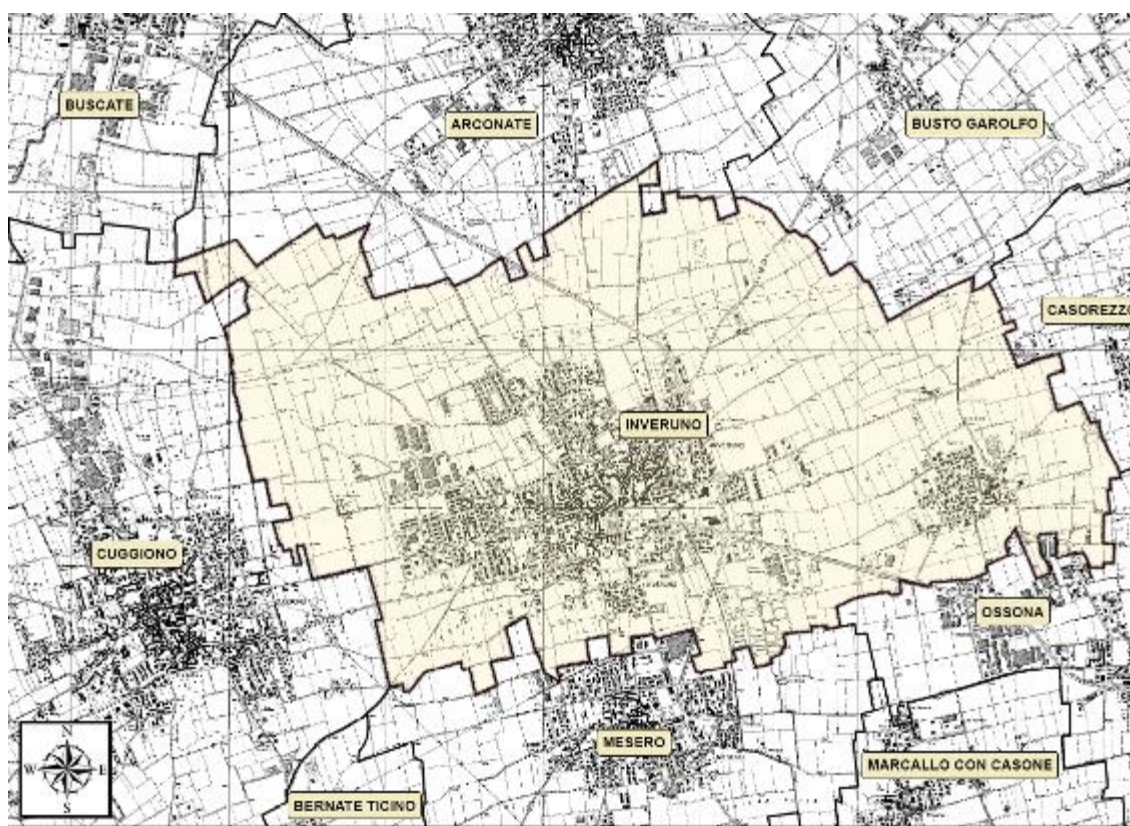 BUSCATE
ARCONATE
BUSTO GAROLFO
CASOREZZO
INVERUNO
CUGGIONO
OSSONA
MESERO
MARCALLO CON CASONE
BERNATE TICINO
N
W E
S